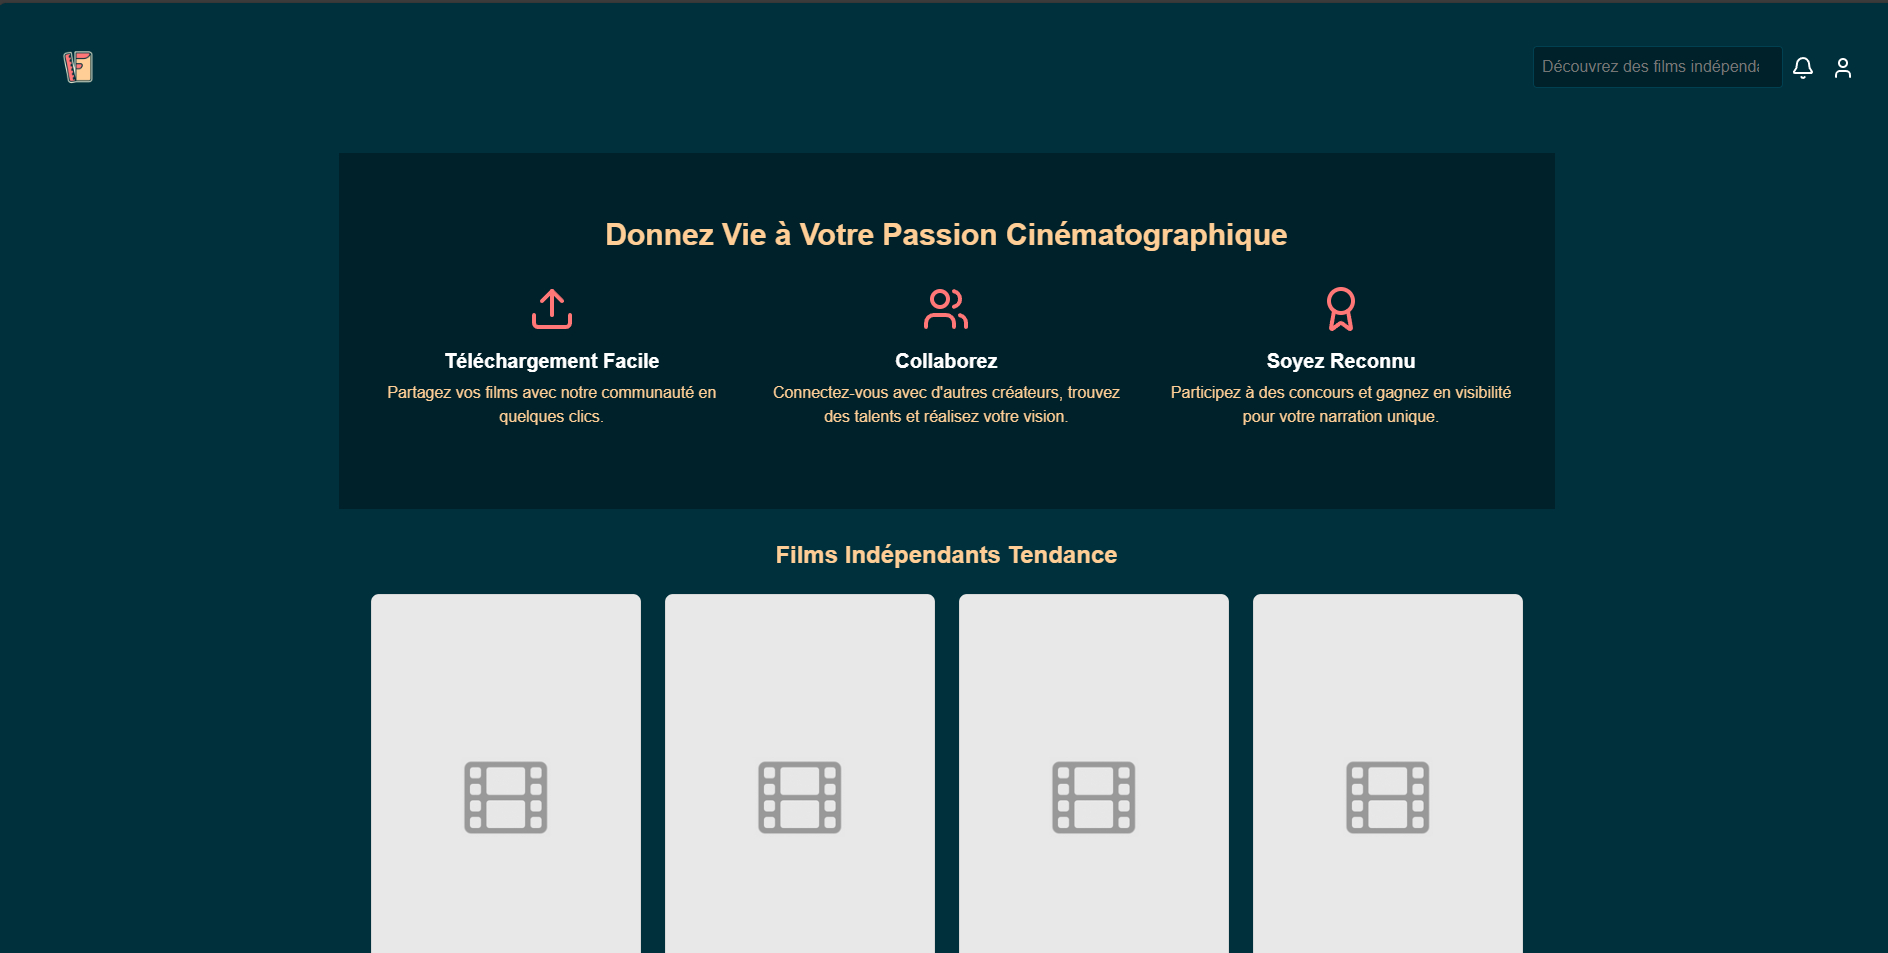 Découvrez des films indépend
Donnez Vie à Votre Passion Cinématographique
Téléchargement Facile
Partagez vos films avec notre communauté en
quelques clics.
Collaborez
Connectez-vous avec d'autres créateurs, trouvez
des talents et réalisez votre vision.
Soyez Reconnu
Participez à des concours et gagnez en visibilité
pour votre narration unique.
Films Indépendants Tendance